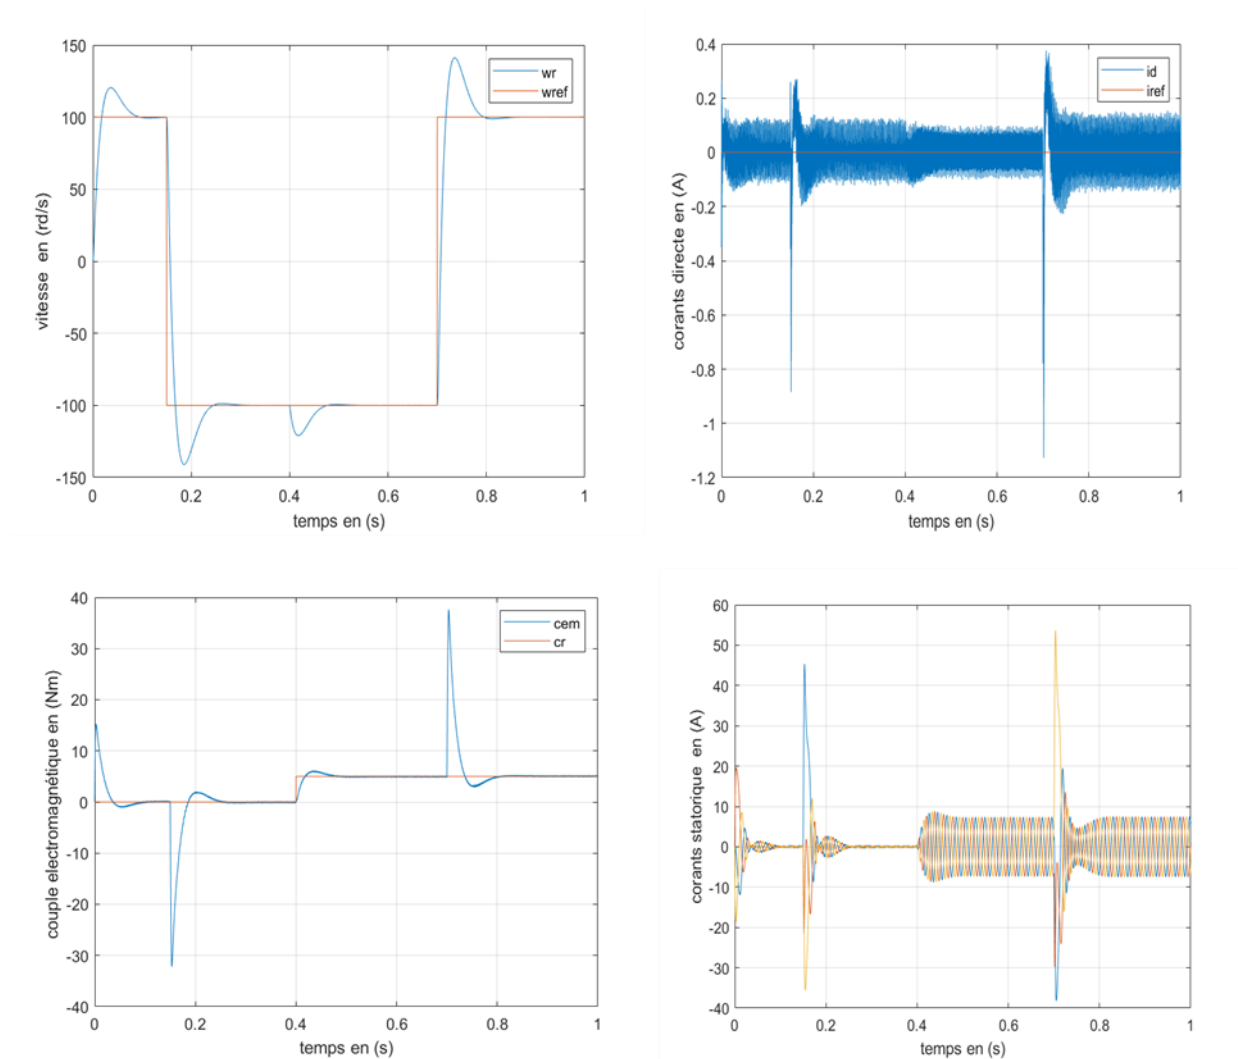 150
100
50
0
-50
-100
-150
vitesse en (rd/s)
wr
wref
0 0.2 0.4 0.6 0.8 1
temps en (s)
0.4
0.2
0
-0.2
-0.4
-0.6
-0.8
-1
-1.2
corants directe en (A)
id
iref
0 0.2 0.4 0.6 0.8 1
temps en (s)
40
30
20
10
0
-10
-20
-30
-40
couple electromagnétique en (Nm)
cem
cr
0 0.2 0.4 0.6 0.8 1
temps en (s)
60
50
40
30
20
10
0
-10
-20
-30
-40
corants statorique en (A)
0 0.2 0.4 0.6 0.8 1
temps en (s)